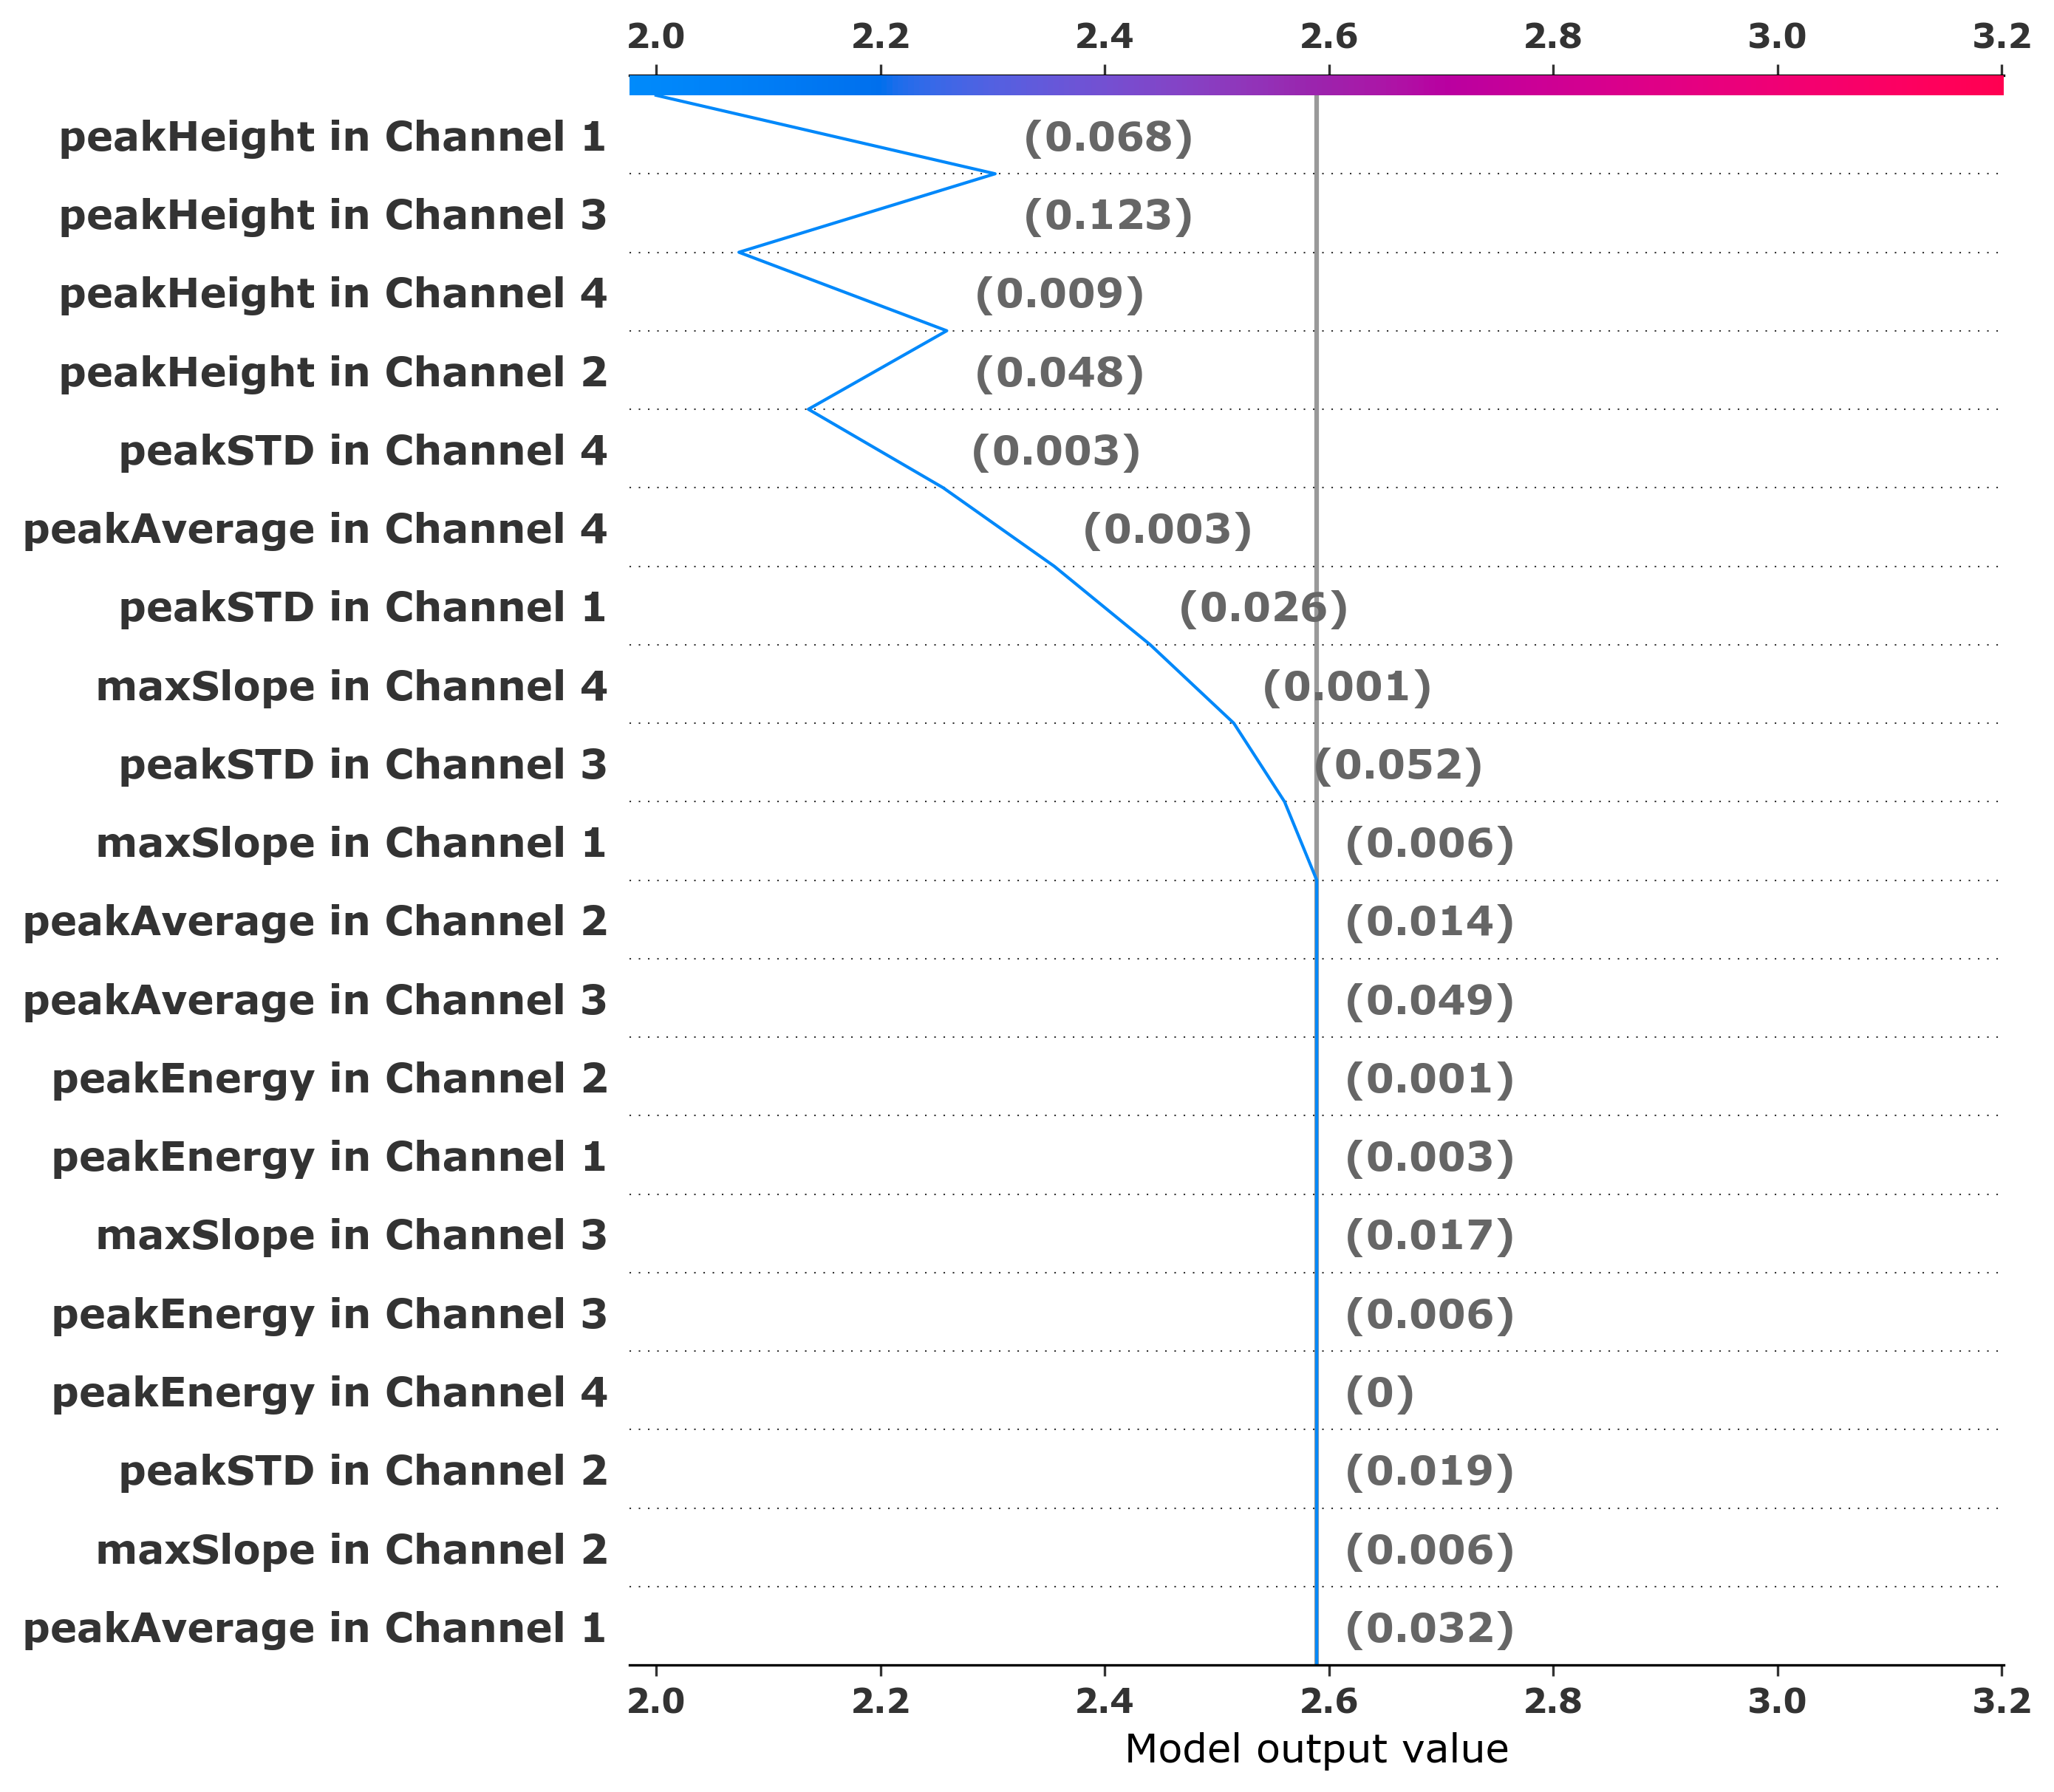 2.0 2.2 2.4 2.6 2.8 3.0 3.2
peakHeight in Channel 1 (0.068)
peakHeight in Channel 3 (0.123)
peakHeight in Channel 4 (0.009)
peakHeight in Channel 2 (0.048)
peakSTD in Channel 4 (0.003)
peakAverage in Channel 4 (0.003)
peakSTD in Channel 1 (0.026)
maxSlope in Channel 4 (0.001)
peakSTD in Channel 3 (0.052)
maxSlope in Channel 1 (0.006)
peakAverage in Channel 2 (0.014)
peakAverage in Channel 3 (0.049)
peakEnergy in Channel 2 (0.001)
peakEnergy in Channel 1 (0.003)
maxSlope in Channel 3 (0.017)
peakEnergy in Channel 3 (0.006)
peakEnergy in Channel 4 (0)
peakSTD in Channel 2 (0.019)
maxSlope in Channel 2 (0.006)
peakAverage in Channel 1 (0.032)
2.0 2.2 2.4 2.6 2.8 3.0 3.2
Model output value